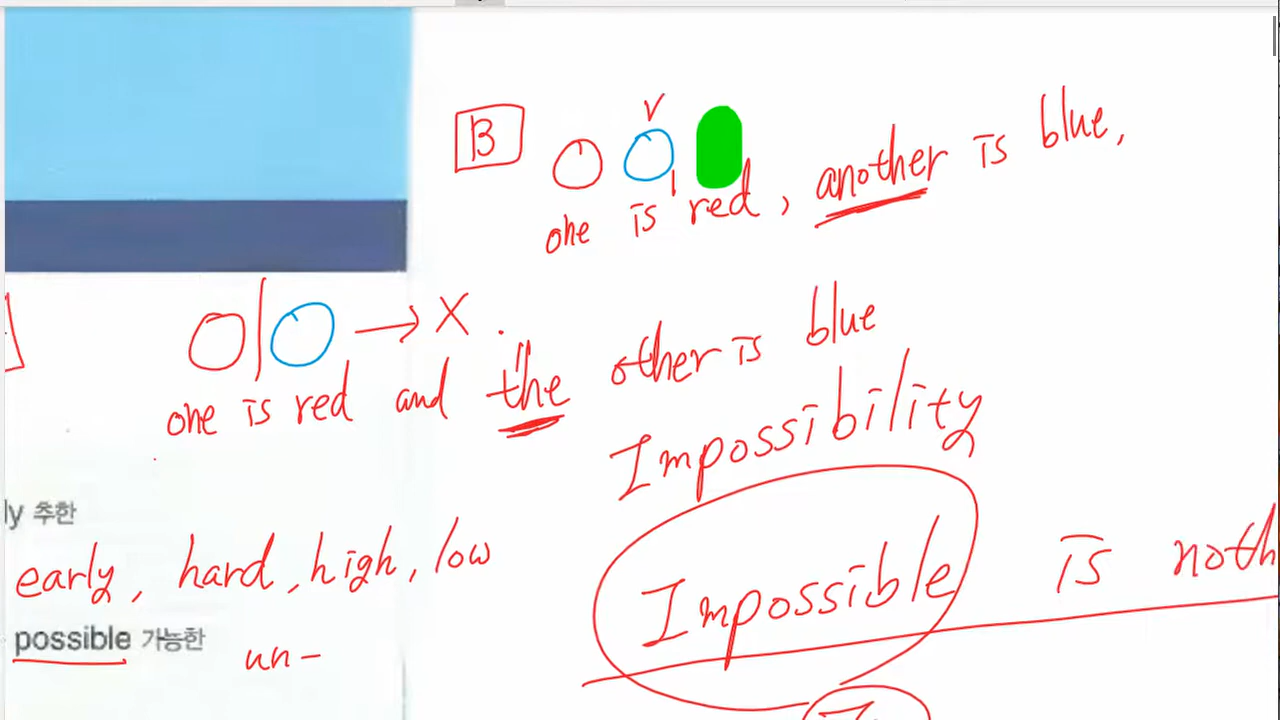 B
one is red, another is blue,
X
one is red and the other is blue
Impossibility
ly 추한
early, hard, high, low
Impossible is noth
possible 가능한
un-